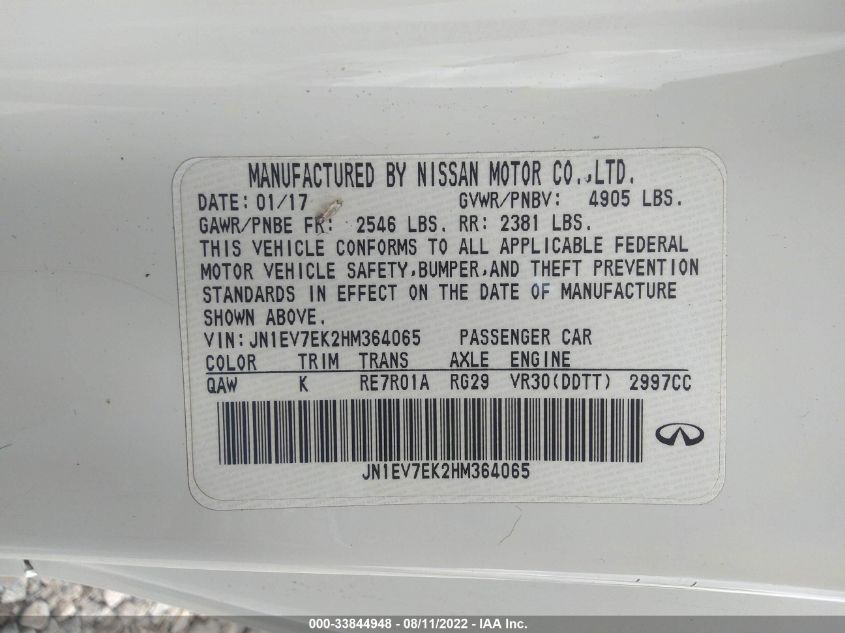 MANUFACTURED BY NISSAN MOTOR CO.,LTD.
DATE: 01/17 GVWR/PNBV: 4905 LBS.
GAWR/PNBE FR: 2546 LBS. RR: 2381 LBS.
THIS VEHICLE CONFORMS TO ALL APPLICABLE FEDERAL
MOTOR VEHICLE SAFETY,BUMPER,AND THEFT PREVENTION
STANDARDS IN EFFECT ON THE DATE OF MANUFACTURE
SHOWN ABOVE.
VIN:JN1EV7EK2HM364065 PASSENGER CAR
COLOR TRIM TRANS AXLE ENGINE
QAW K RE7R01A RG29 VR30(DDTT) 2997CC
JN1EV7EK2HM364065
000-33844948 - 08/11/2022 - IAA Inc.